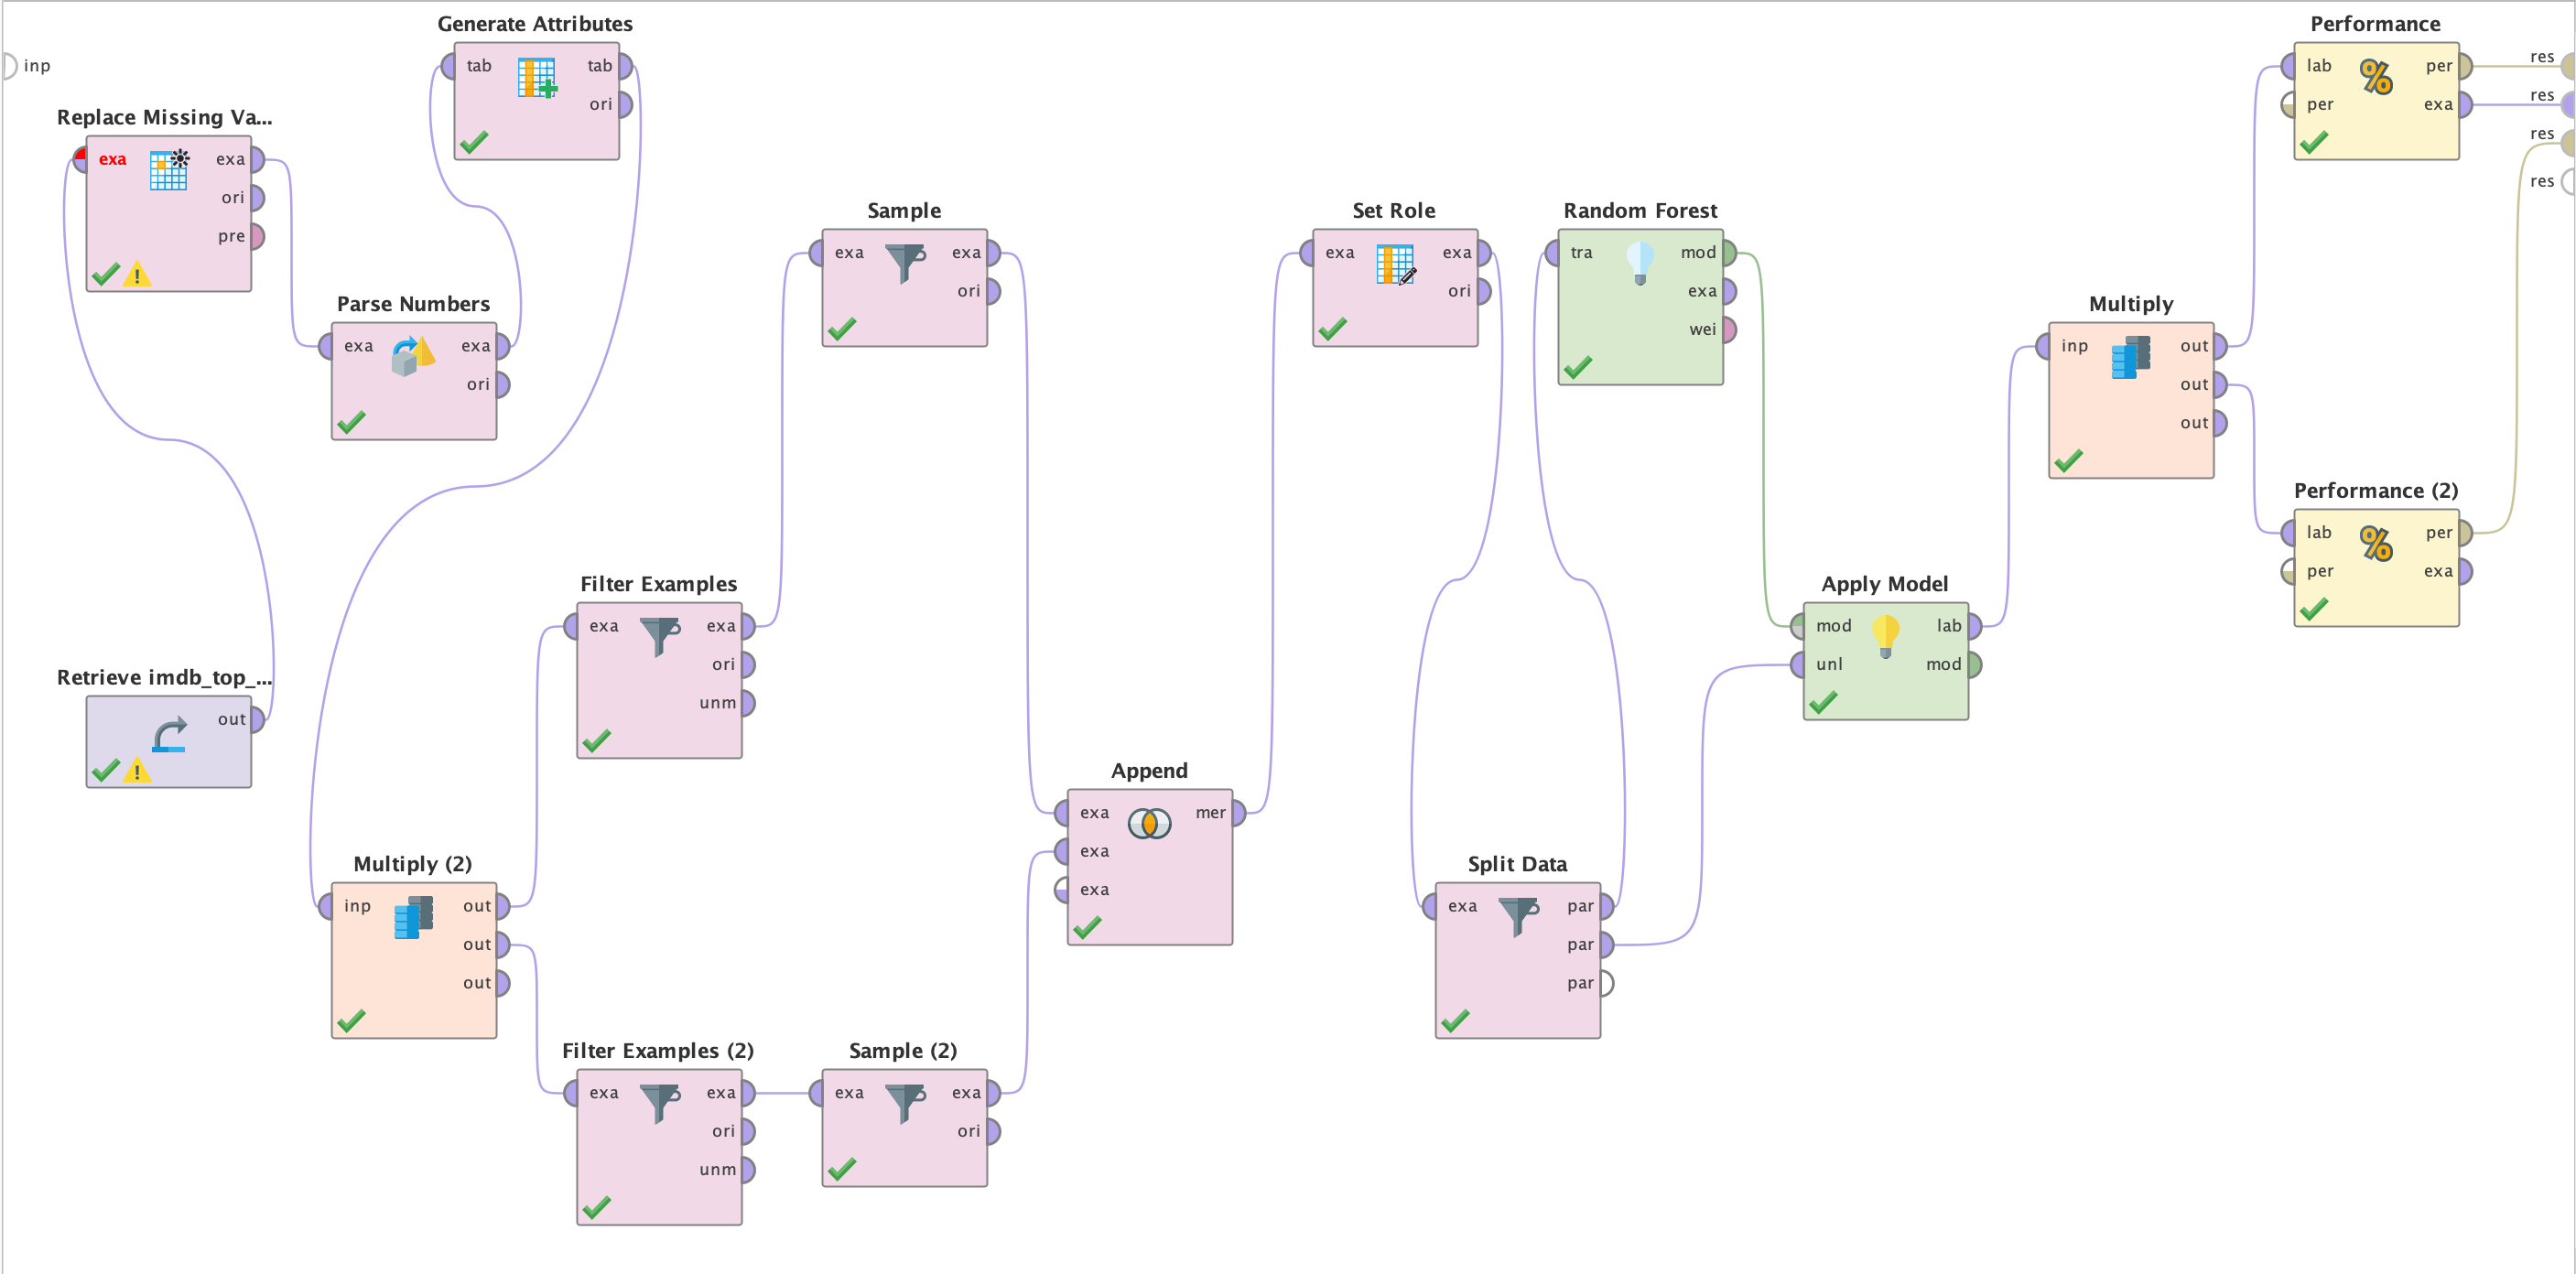 inp
Generate Attributes
tab tab
ori
Replace Missing Va...
exa exa
ori
pre
Parse Numbers
exa exa
ori
Retrieve imdb_top_...
out
Multiply (2)
inp out
out
out
Filter Examples
exa exa
ori
unm
Filter Examples (2)
exa exa
ori
unm
Sample
exa exa
ori
Sample (2)
exa exa
ori
Append
exa mer
exa
exa
Set Role
exa exa
ori
Split Data
exa par
par
par
Random Forest
tra mod
exa
wei
Apply Model
mod lab
unl mod
Multiply
inp out
out
out
Performance
lab per
per exa
Performance (2)
lab per
per exa
res
res
res
res